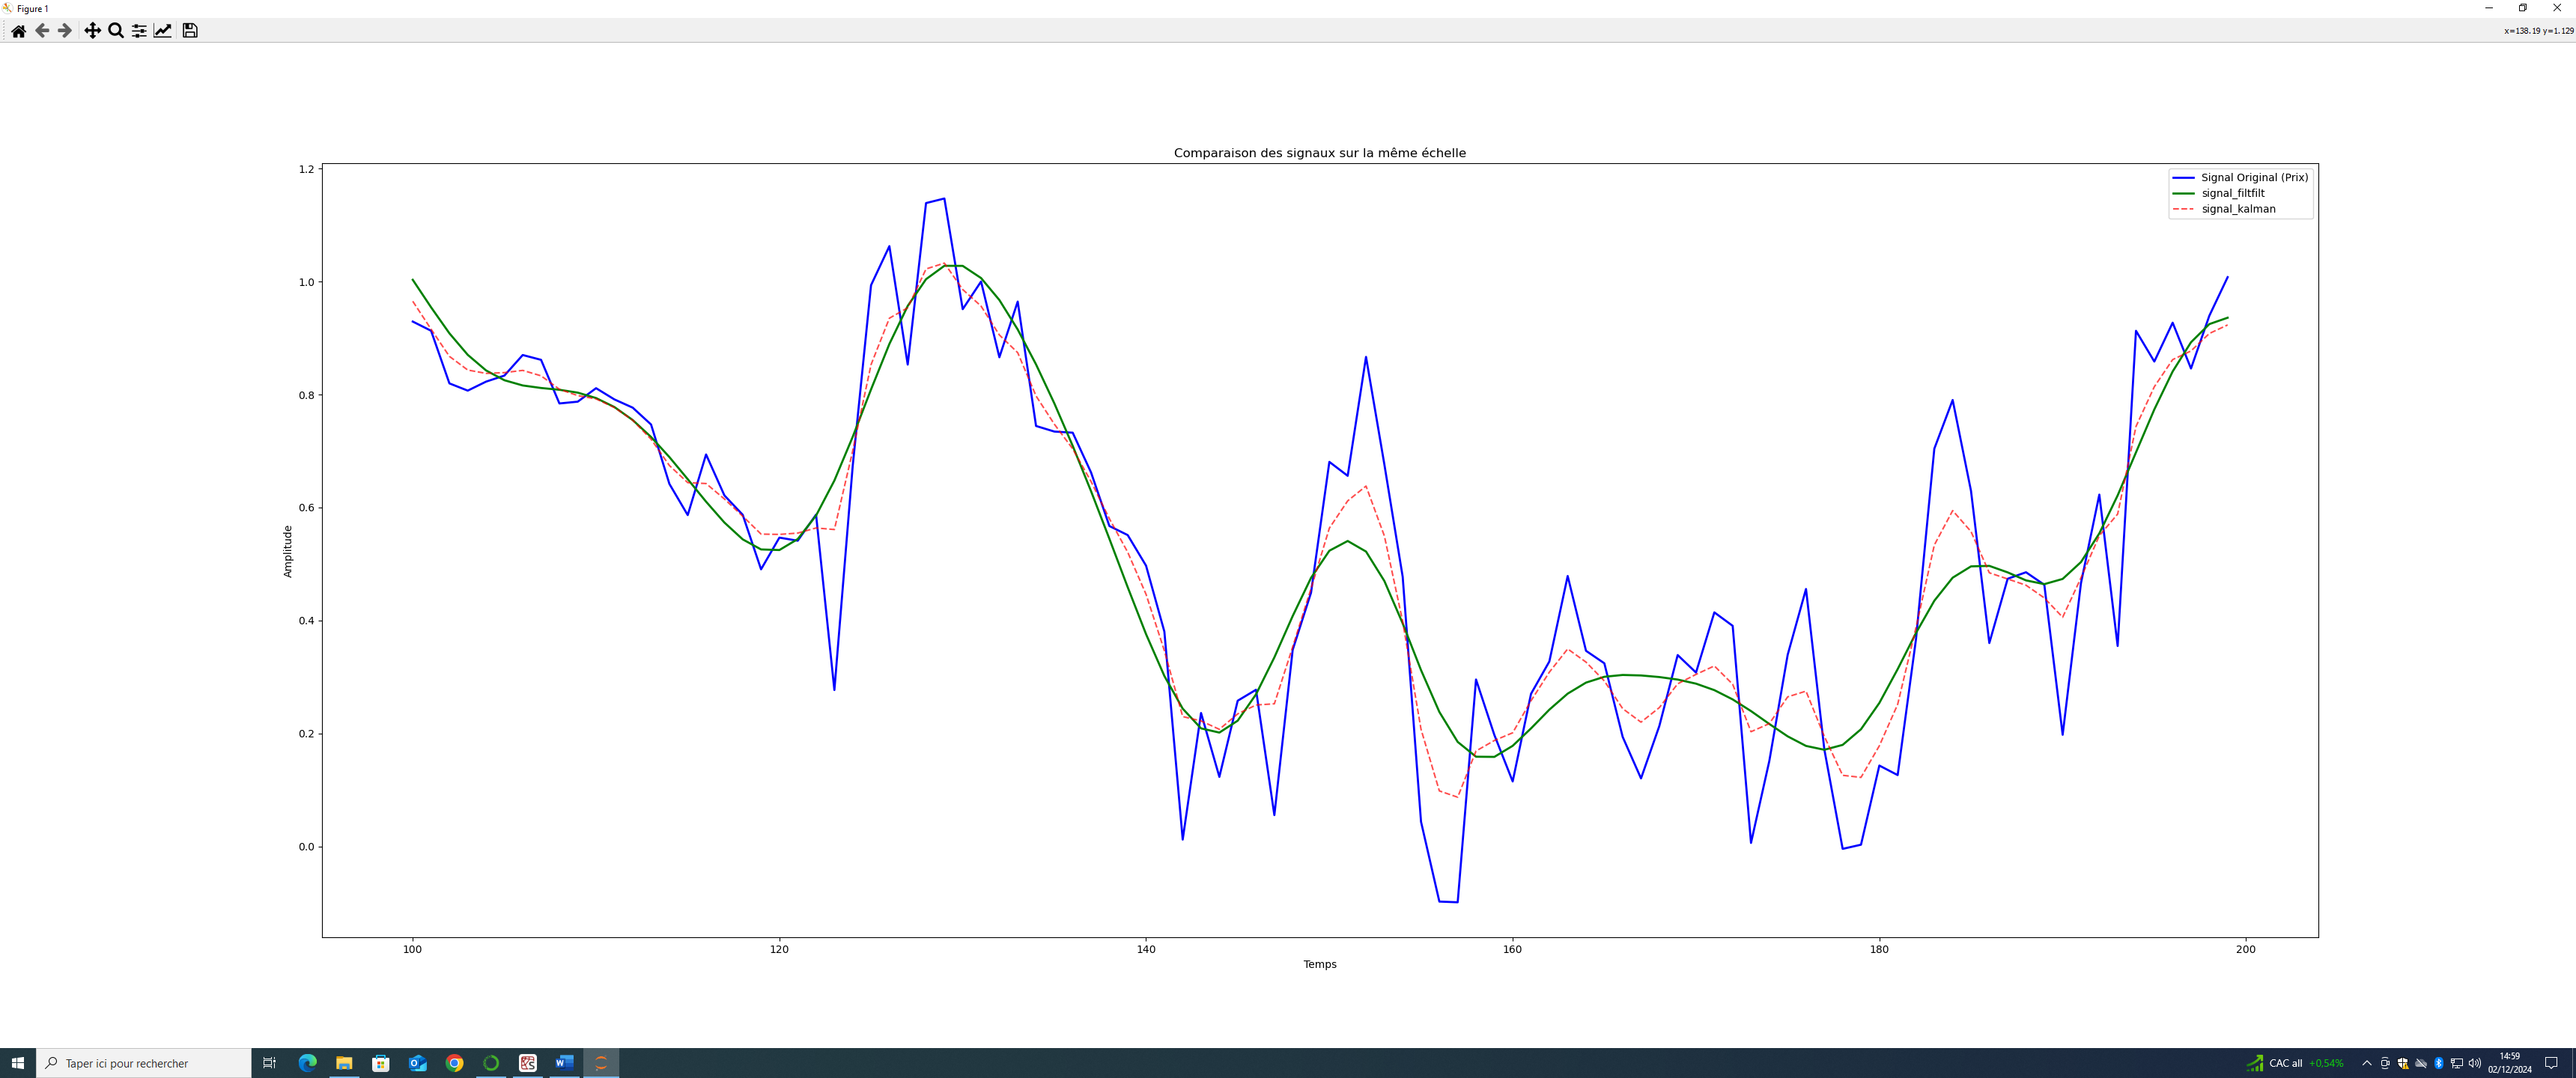 Figure 1
x=138.19 y=1.129
Comparaison des signaux sur la même échelle
Signal Original (Prix)
signal_filtfilt
signal_kalman
1.2
1.0
0.8
0.6
0.4
0.2
0.0
Amplitude
100
120
140
160
180
200
Temps
Taper ici pour rechercher
CAC all +0,54%
14:59
02/12/2024